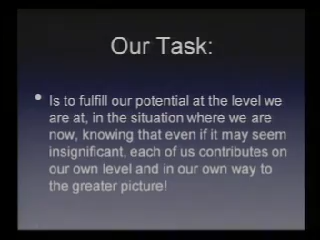 Our Task:
• Is to fulfill our potential at the level we
are at, in the situation where we are
now, knowing that even if it may seem
insignificant, each of us contributes on
our own level and in our own way to
the greater picture!